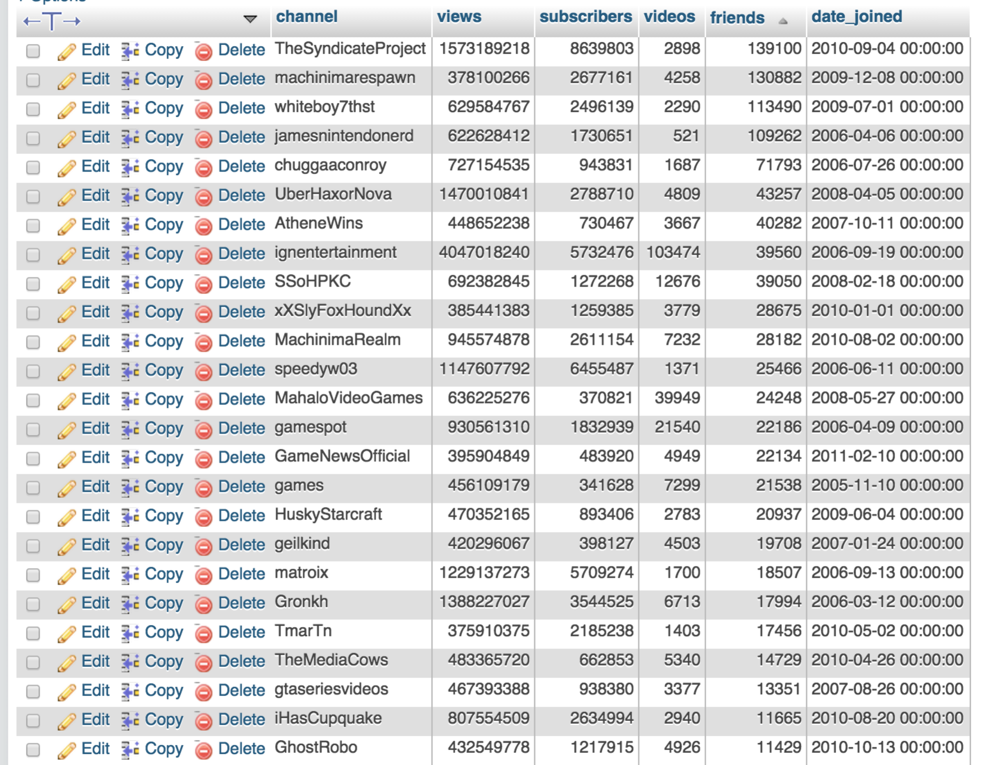 Options
←T→ channel views subscribers videos friends date_joined
Edit Copy Delete TheSyndicateProject 1573189218 8639803 2898 139100 2010-09-04 00:00:00
Edit Copy Delete machinimarespawn 378100266 2677161 4258 130882 2009-12-08 00:00:00
Edit Copy Delete whiteboy7thst 629584767 2496139 2290 113490 2009-07-01 00:00:00
Edit Copy Delete jamesnintendonerd 622628412 1730651 521 109262 2006-04-06 00:00:00
Edit Copy Delete chuggaaconroy 727154535 943831 1687 71793 2006-07-26 00:00:00
Edit Copy Delete UberHaxorNova 1470010841 2788710 4809 43257 2008-04-05 00:00:00
Edit Copy Delete AtheneWins 448652238 730467 3667 40282 2007-10-11 00:00:00
Edit Copy Delete ignentertainment 4047018240 5732476 103474 39560 2006-09-19 00:00:00
Edit Copy Delete SSoHPKC 692382845 1272268 12676 39050 2008-02-18 00:00:00
Edit Copy Delete xXSlyFoxHoundXx 385441383 1259385 3779 28675 2010-01-01 00:00:00
Edit Copy Delete MachinimaRealm 945574878 2611154 7232 28182 2010-08-02 00:00:00
Edit Copy Delete speedyw03 1147607792 6455487 1371 25466 2006-06-11 00:00:00
Edit Copy Delete MahaloVideoGames 636225276 370821 39949 24248 2008-05-27 00:00:00
Edit Copy Delete gamespot 930561310 1832939 21540 22186 2006-04-09 00:00:00
Edit Copy Delete GameNewsOfficial 395904849 483920 4949 22134 2011-02-10 00:00:00
Edit Copy Delete games 456109179 341628 7299 21538 2005-11-10 00:00:00
Edit Copy Delete HuskyStarcraft 470352165 893406 2783 20937 2009-06-04 00:00:00
Edit Copy Delete geilkind 420296067 398127 4503 19708 2007-01-24 00:00:00
Edit Copy Delete matroix 1229137273 5709274 1700 18507 2006-09-13 00:00:00
Edit Copy Delete Gronkh 1388227027 3544525 6713 17994 2006-03-12 00:00:00
Edit Copy Delete TmarTn 375910375 2185238 1403 17456 2010-05-02 00:00:00
Edit Copy Delete TheMediaCows 483365720 662853 5340 14729 2010-04-26 00:00:00
Edit Copy Delete gtaseriesvideos 467393388 938380 3377 13351 2007-08-26 00:00:00
Edit Copy Delete iHasCupquake 807554509 2634994 2940 11665 2010-08-20 00:00:00
Edit Copy Delete GhostRobo 432549778 1217915 4926 11429 2010-10-13 00:00:00